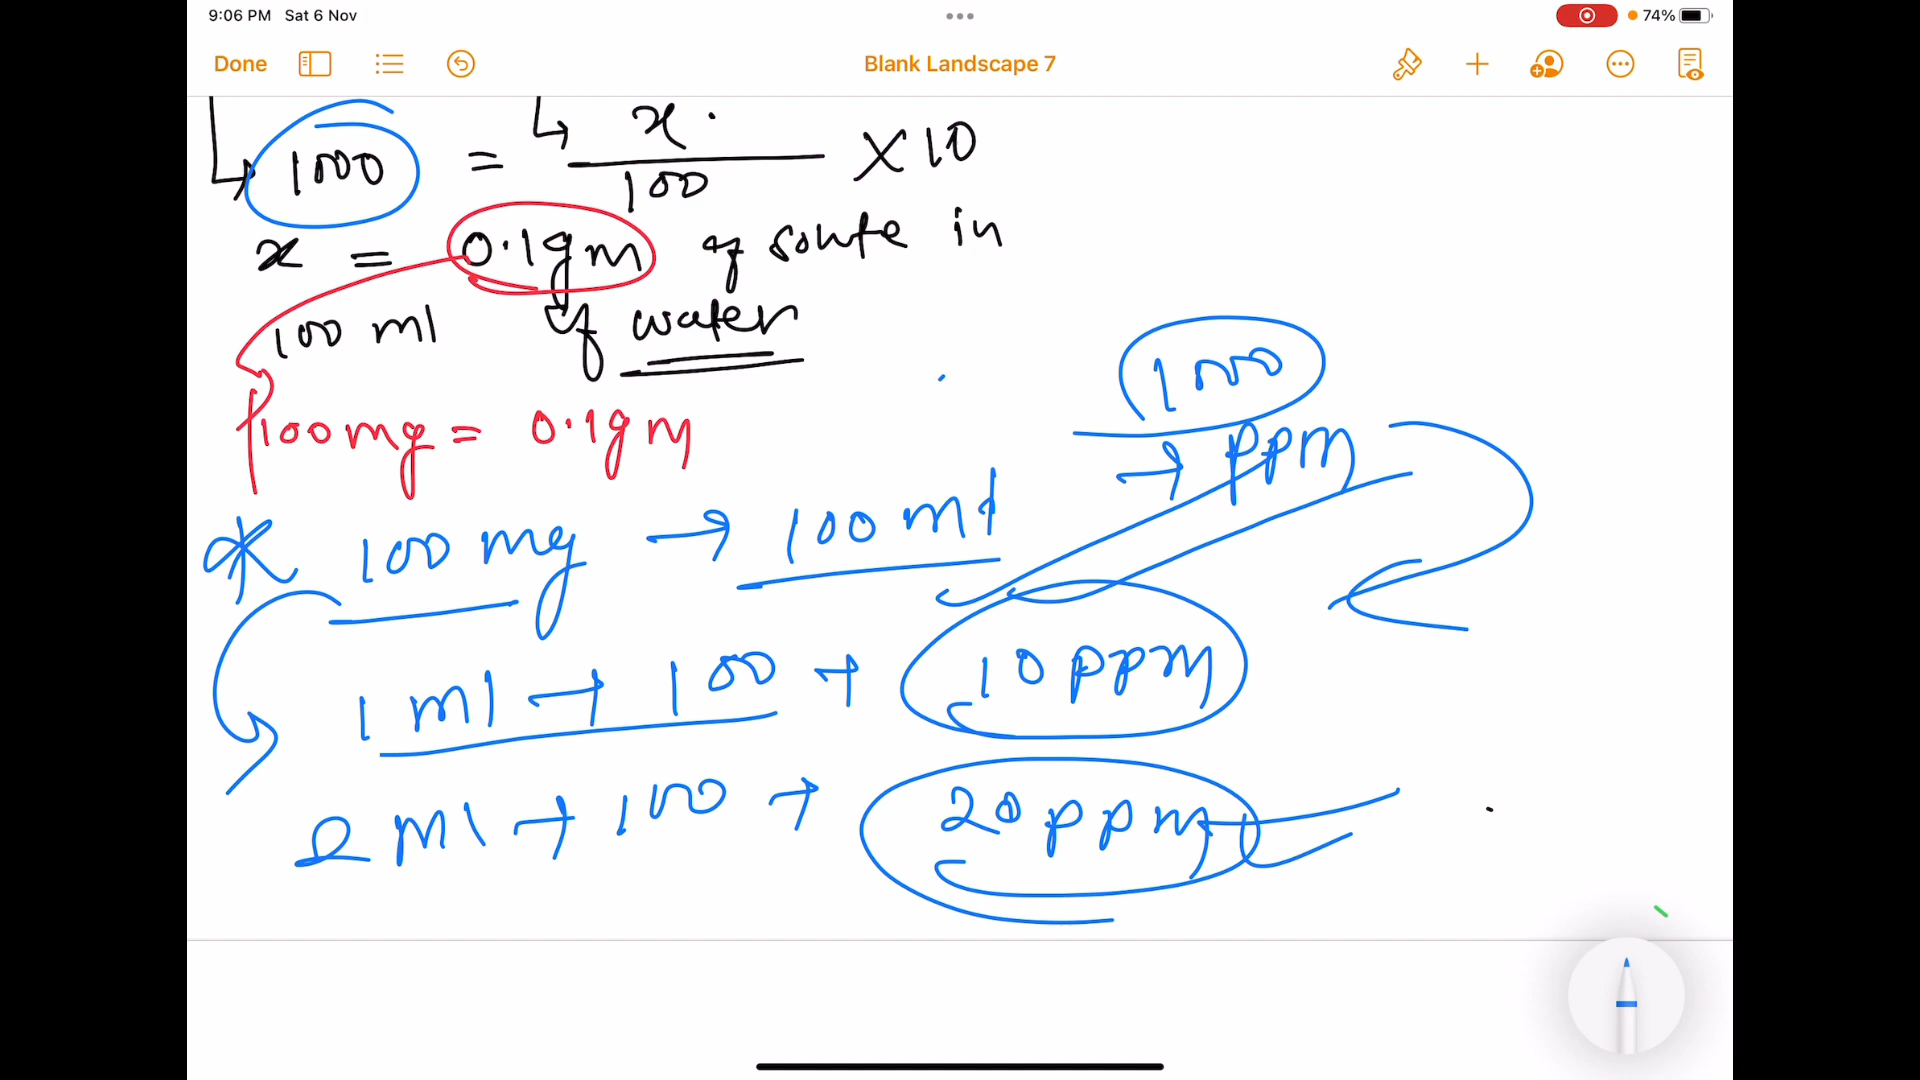 9:06 PM Sat 6 Nov
74%
Done
Blank Landscape 7
1000 = x / 100 × 10
x = 0.1gm of solute in
100 ml of water
100mg = 0.1gm
1000
→ ppm
* 100 mg → 100 ml
1 ml → 100 → 10 ppm
2 ml → 100 → 20 ppm